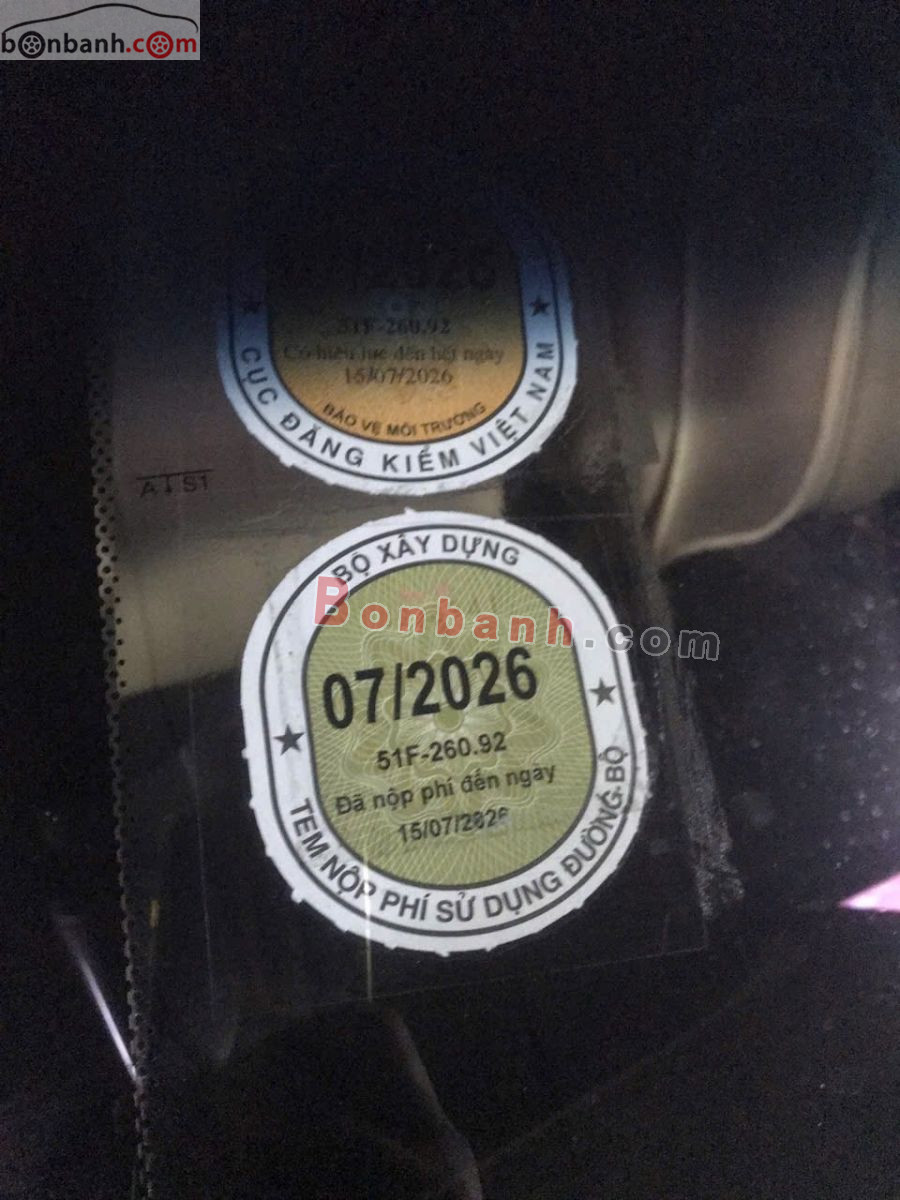 bonbanh.com
51F-260.92
Có hiệu lực đến hết ngày
15/07/2026
BẢO VỆ MÔI TRƯỜNG
CỤC ĐĂNG KIỂM VIỆT NAM
BỘ XÂY DỰNG
Bonbanh.com
07/2026
51F-260.92
Đã nộp phí đến ngày
15/07/2026
TEM NỘP PHÍ SỬ DỤNG ĐƯỜNG BỘ